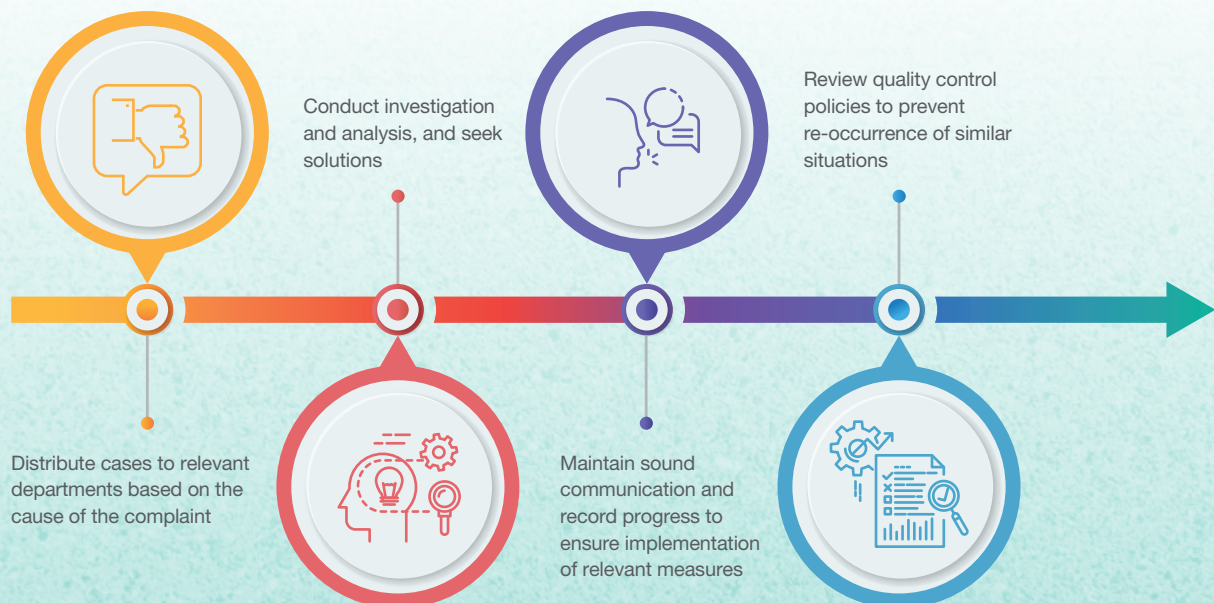 Distribute cases to relevant
departments based on the
cause of the complaint
Conduct investigation
and analysis, and seek
solutions
Maintain sound
communication and
record progress to
ensure implementation
of relevant measures
Review quality control
policies to prevent
re-occurrence of similar
situations